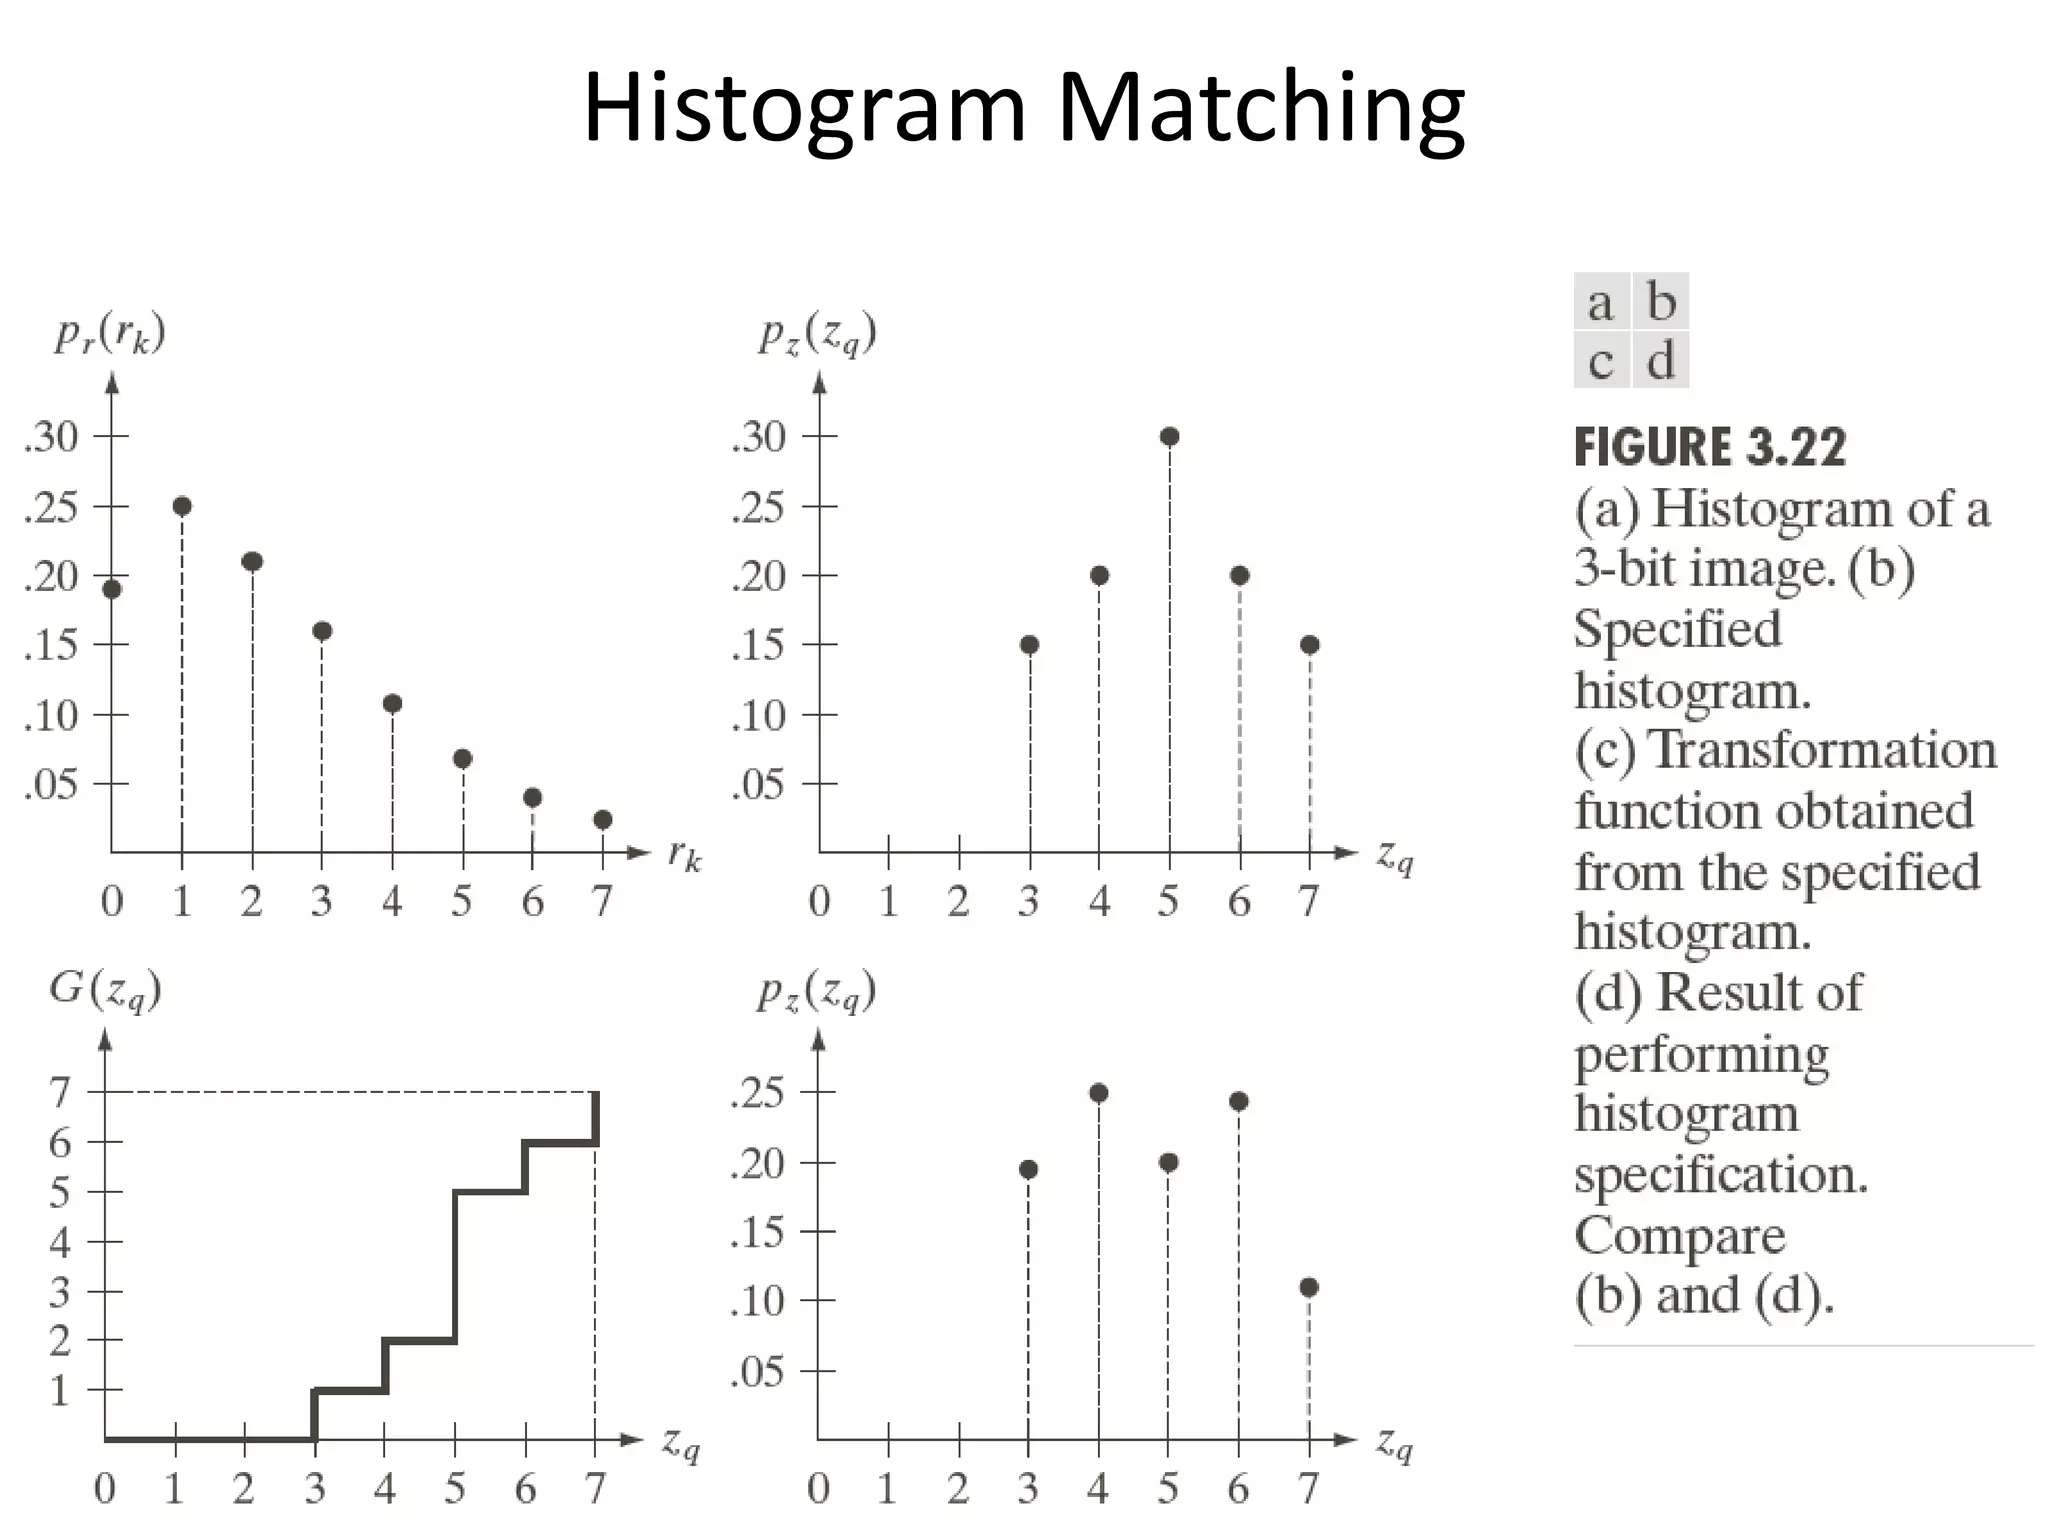 Histogram Matching
p_r(r_k)
.30
.25
.20
.15
.10
.05
0 1 2 3 4 5 6 7
r_k
p_z(z_q)
.30
.25
.20
.15
.10
.05
0 1 2 3 4 5 6 7
z_q
G(z_q)
7
6
5
4
3
2
1
0 1 2 3 4 5 6 7
z_q
p_z(z_q)
.25
.20
.15
.10
.05
0 1 2 3 4 5 6 7
z_q
a b
c d
FIGURE 3.22
(a) Histogram of a
3-bit image. (b)
Specified
histogram.
(c) Transformation
function obtained
from the specified
histogram.
(d) Result of
performing
histogram
specification.
Compare
(b) and (d).